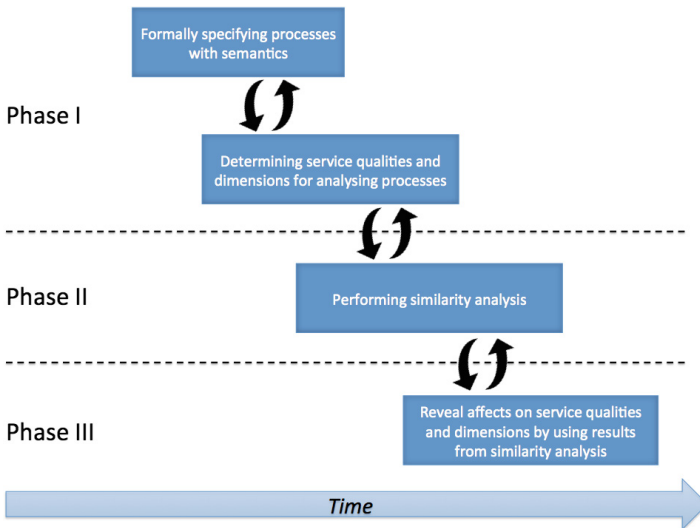 Formally specifying processes
with semantics
Phase I
Determining service qualities and
dimensions for analysing processes
Phase II
Performing similarity analysis
Reveal affects on service qualities
and dimensions by using results
from similarity analysis
Phase III
Time